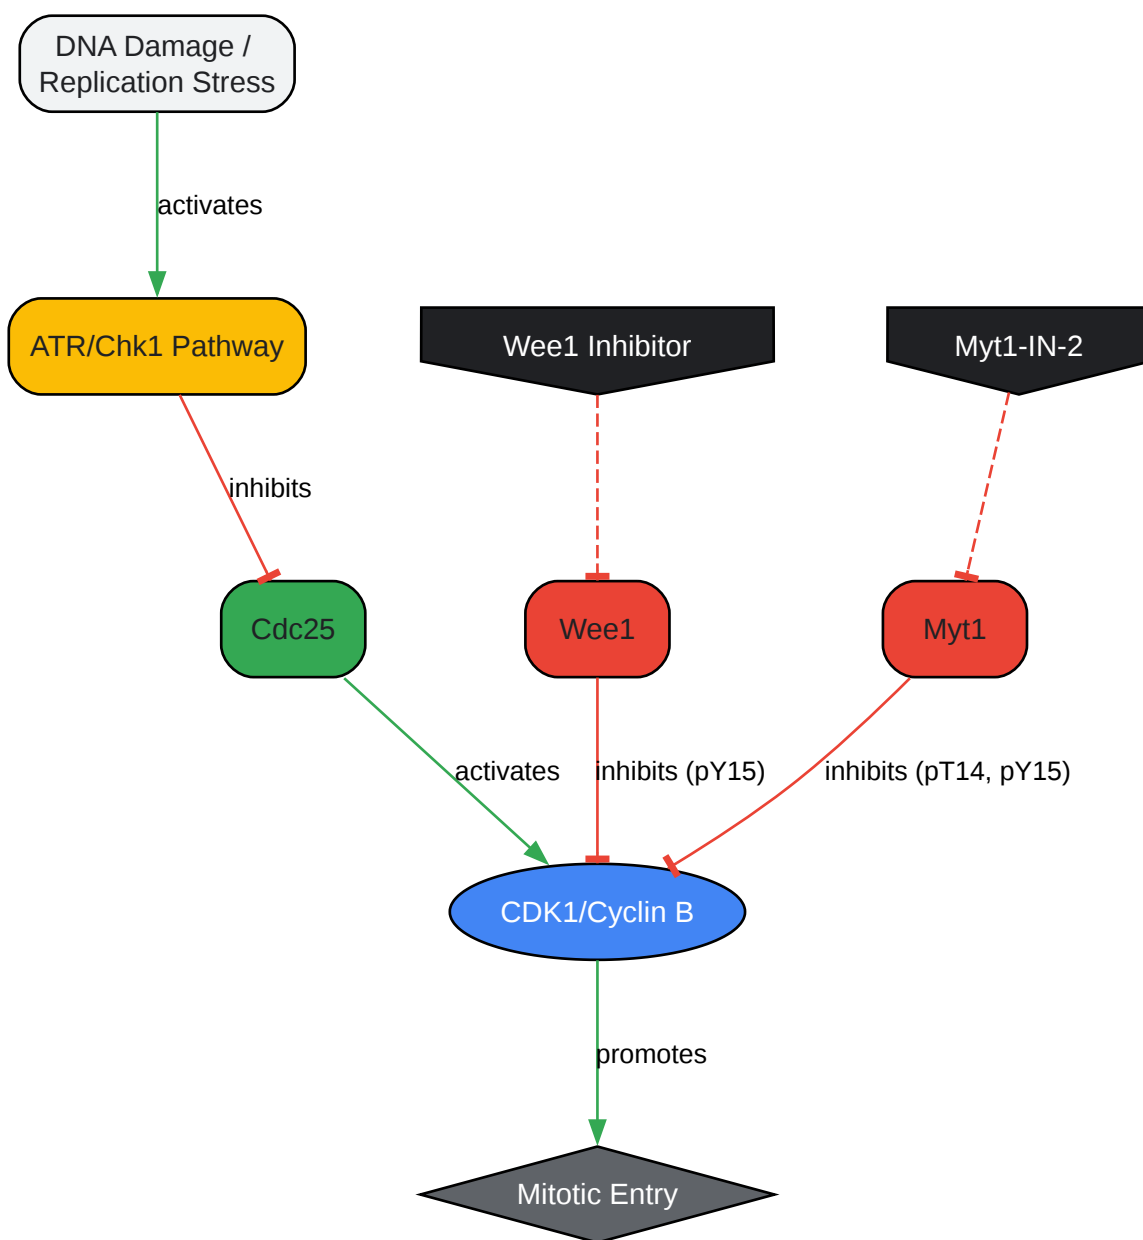 DNA Damage /
Replication Stress
activates
ATR/Chk1 Pathway
Wee1 Inhibitor
Myt1-IN-2
inhibits
Cdc25
Wee1
Myt1
activates
inhibits (pY15)
inhibits (pT14, pY15)
CDK1/Cyclin B
promotes
Mitotic Entry